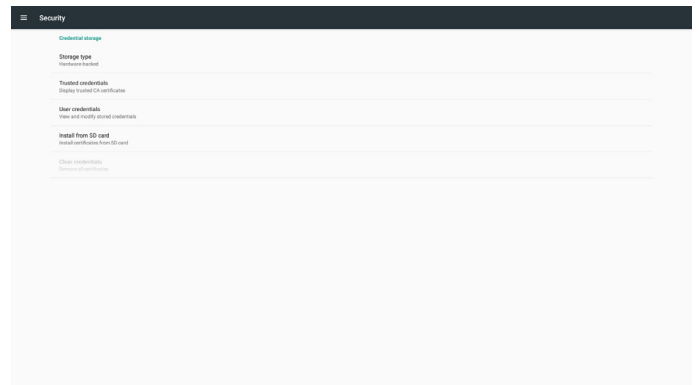 Security
Credential storage
Storage type
Hardware-backed
Trusted credentials
Display trusted CA certificates
User credentials
View and modify stored credentials
Install from SD card
Install certificates from SD card
Clear credentials
Remove all certificates